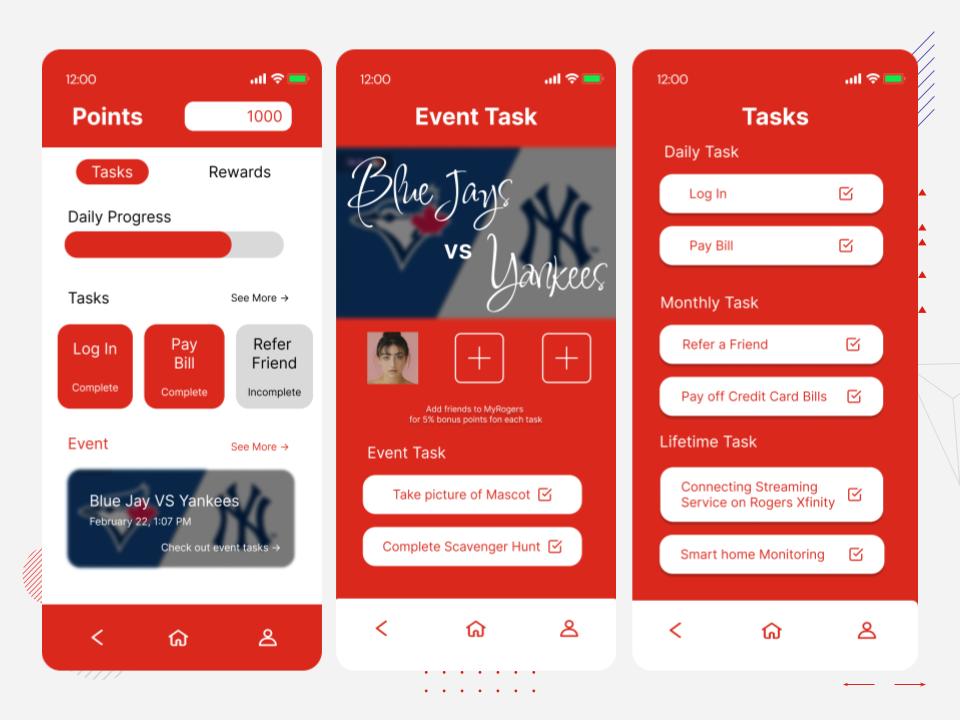 12:00
Points
1000
Tasks
Rewards
Daily Progress
Tasks
See More →
Log In
Complete
Pay
Bill
Complete
Refer
Friend
Incomplete
Event
See More →
Blue Jay VS Yankees
February 22, 1:07 PM
Check out event tasks →
12:00
Event Task
Blue Jays
vs
Yankees
Add friends to MyRogers
for 5% bonus points fon each task
Event Task
Take picture of Mascot
Complete Scavenger Hunt
12:00
Tasks
Daily Task
Log In
Pay Bill
Monthly Task
Refer a Friend
Pay off Credit Card Bills
Lifetime Task
Connecting Streaming
Service on Rogers Xfinity
Smart home Monitoring